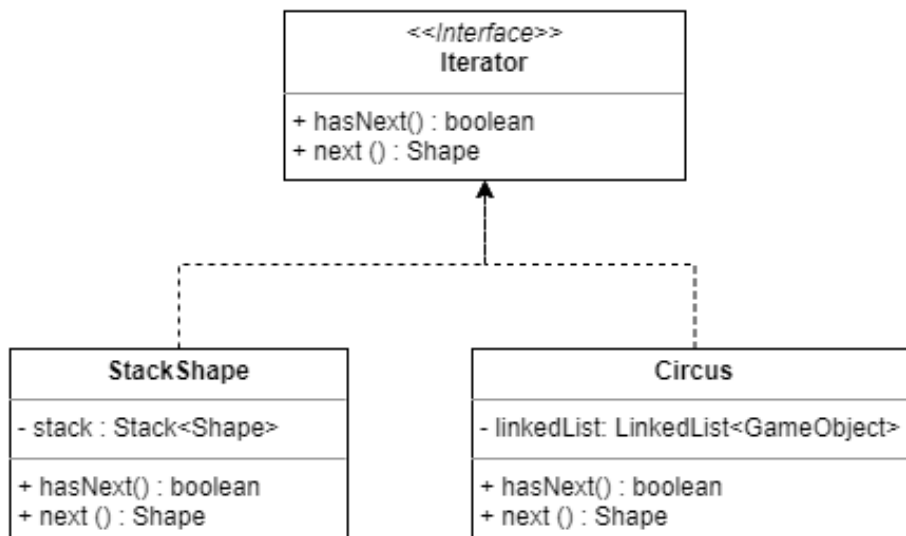 <<Interface>>
Iterator
+ hasNext() : boolean
+ next () : Shape
StackShape
- stack : Stack<Shape>
+ hasNext() : boolean
+ next () : Shape
Circus
- linkedList: LinkedList<GameObject>
+ hasNext() : boolean
+ next () : Shape